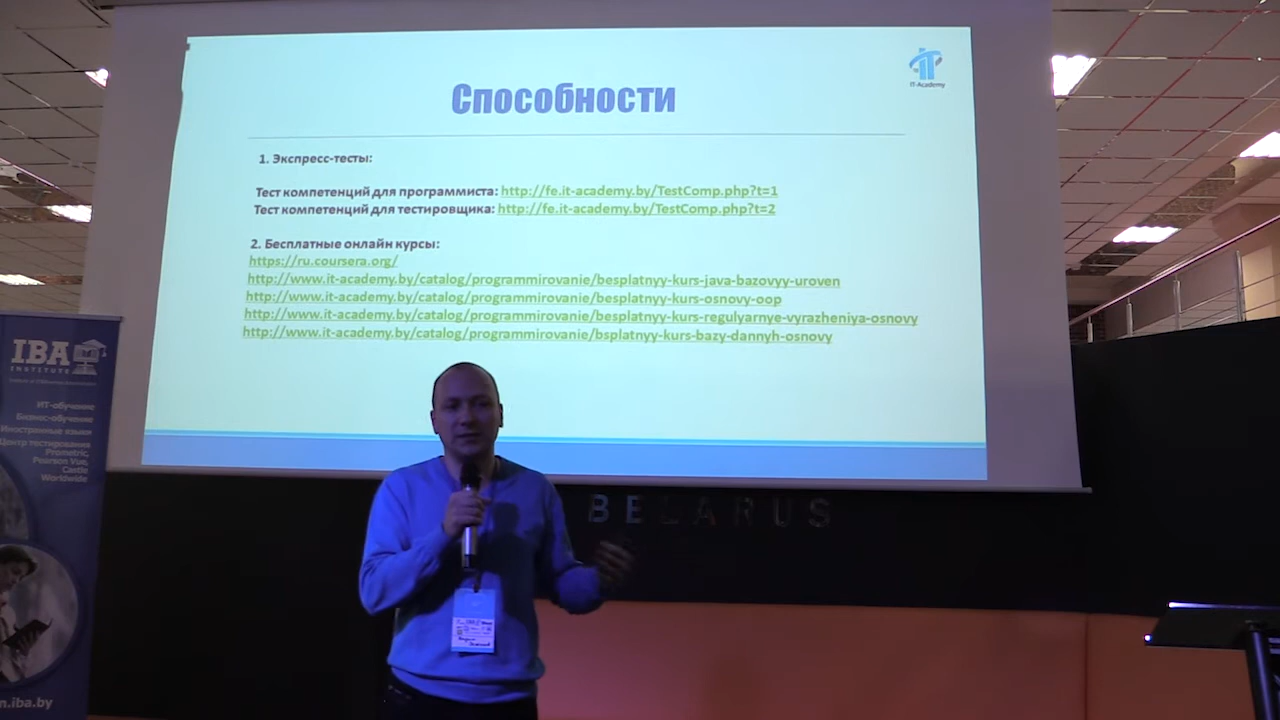 Способности
IT-Academy
1. Экспресс-тесты:
Тест компетенций для программиста: http://fe.it-academy.by/TestComp.php?t=1
Тест компетенций для тестировщика: http://fe.it-academy.by/TestComp.php?t=2
2. Бесплатные онлайн курсы:
https://ru.coursera.org/
http://www.it-academy.by/catalog/programmirovanie/besplatnyy-kurs-java-bazovyy-uroven
http://www.it-academy.by/catalog/programmirovanie/besplatnyy-kurs-osnovy-oop
http://www.it-academy.by/catalog/programmirovanie/besplatnyy-kurs-regulyarnye-vyrazheniya-osnovy
http://www.it-academy.by/catalog/programmirovanie/bsplatnyy-kurs-bazy-dannyh-osnovy
IBA
INSTITUTE
ИТ-обучение
Бизнес-обучение
Иностранные языки
Центр тестирования
Prometric,
Pearson Vue,
Castle
Worldwide
n.iba.by
BELARUS